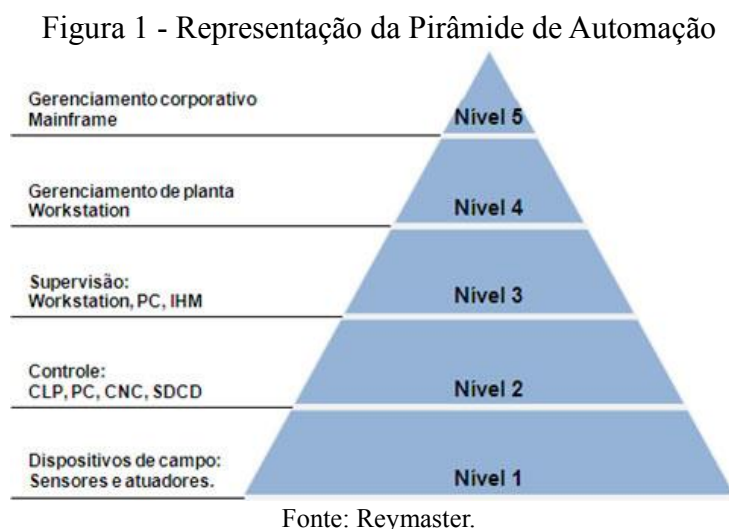 Figura 1 - Representação da Pirâmide de Automação
Gerenciamento corporativo
Mainframe
Nível 5
Gerenciamento de planta
Workstation
Nível 4
Supervisão:
Workstation, PC, IHM
Nível 3
Controle:
CLP, PC, CNC, SDCD
Nível 2
Dispositivos de campo:
Sensores e atuadores.
Nível 1
Fonte: Reymaster.